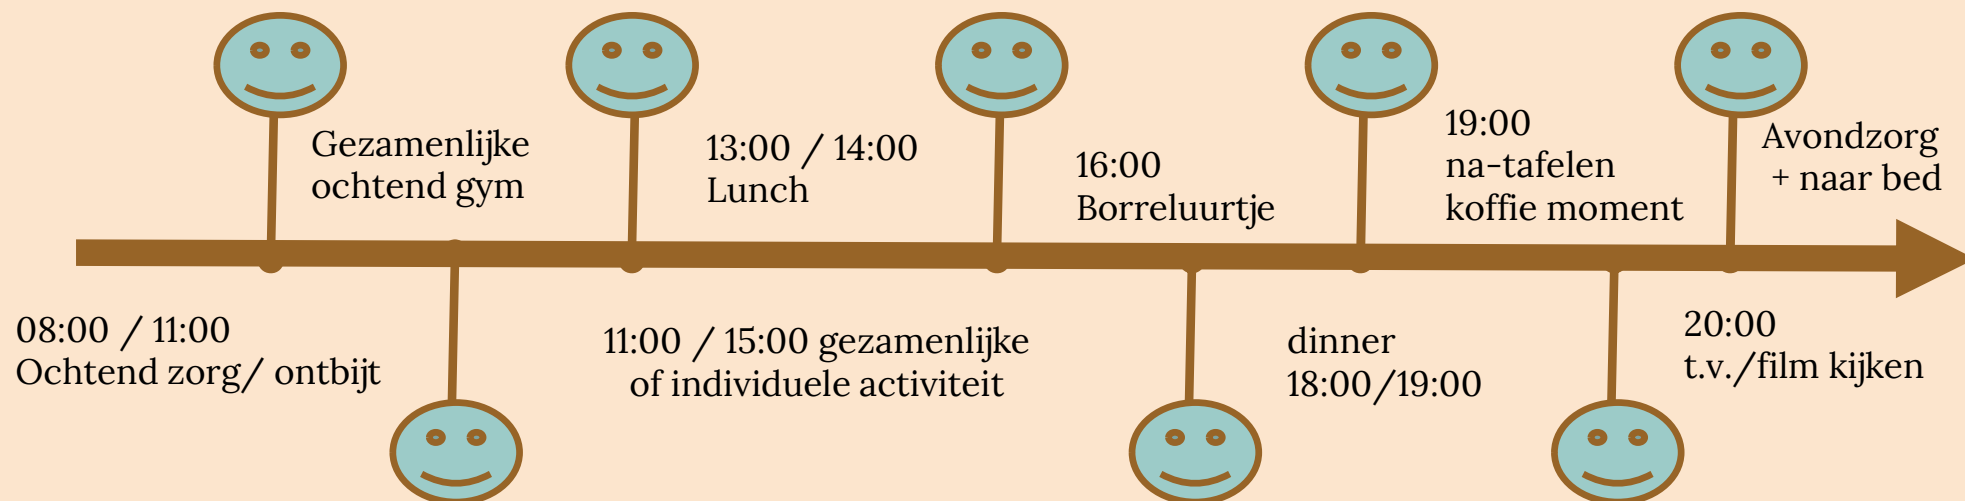 Gezamenlijke
ochtend gym
13:00 / 14:00
Lunch
16:00
Borreluurtje
19:00
na-tafelen
koffie moment
Avondzorg
+ naar bed
08:00 / 11:00
Ochtend zorg/ ontbijt
11:00 / 15:00 gezamenlijke
of individuele activiteit
dinner
18:00/19:00
20:00
t.v./film kijken